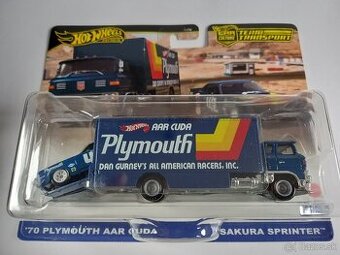 Hot Wheels
Plymouth
CAR CULTURE
TEAM TRANSPORT
Hot Wheels
AAR CUDA
Plymouth
DAN GURNEY'S ALL AMERICAN RACERS, INC.
'70 PLYMOUTH AAR CUDA
SAKURA SPRINTER™